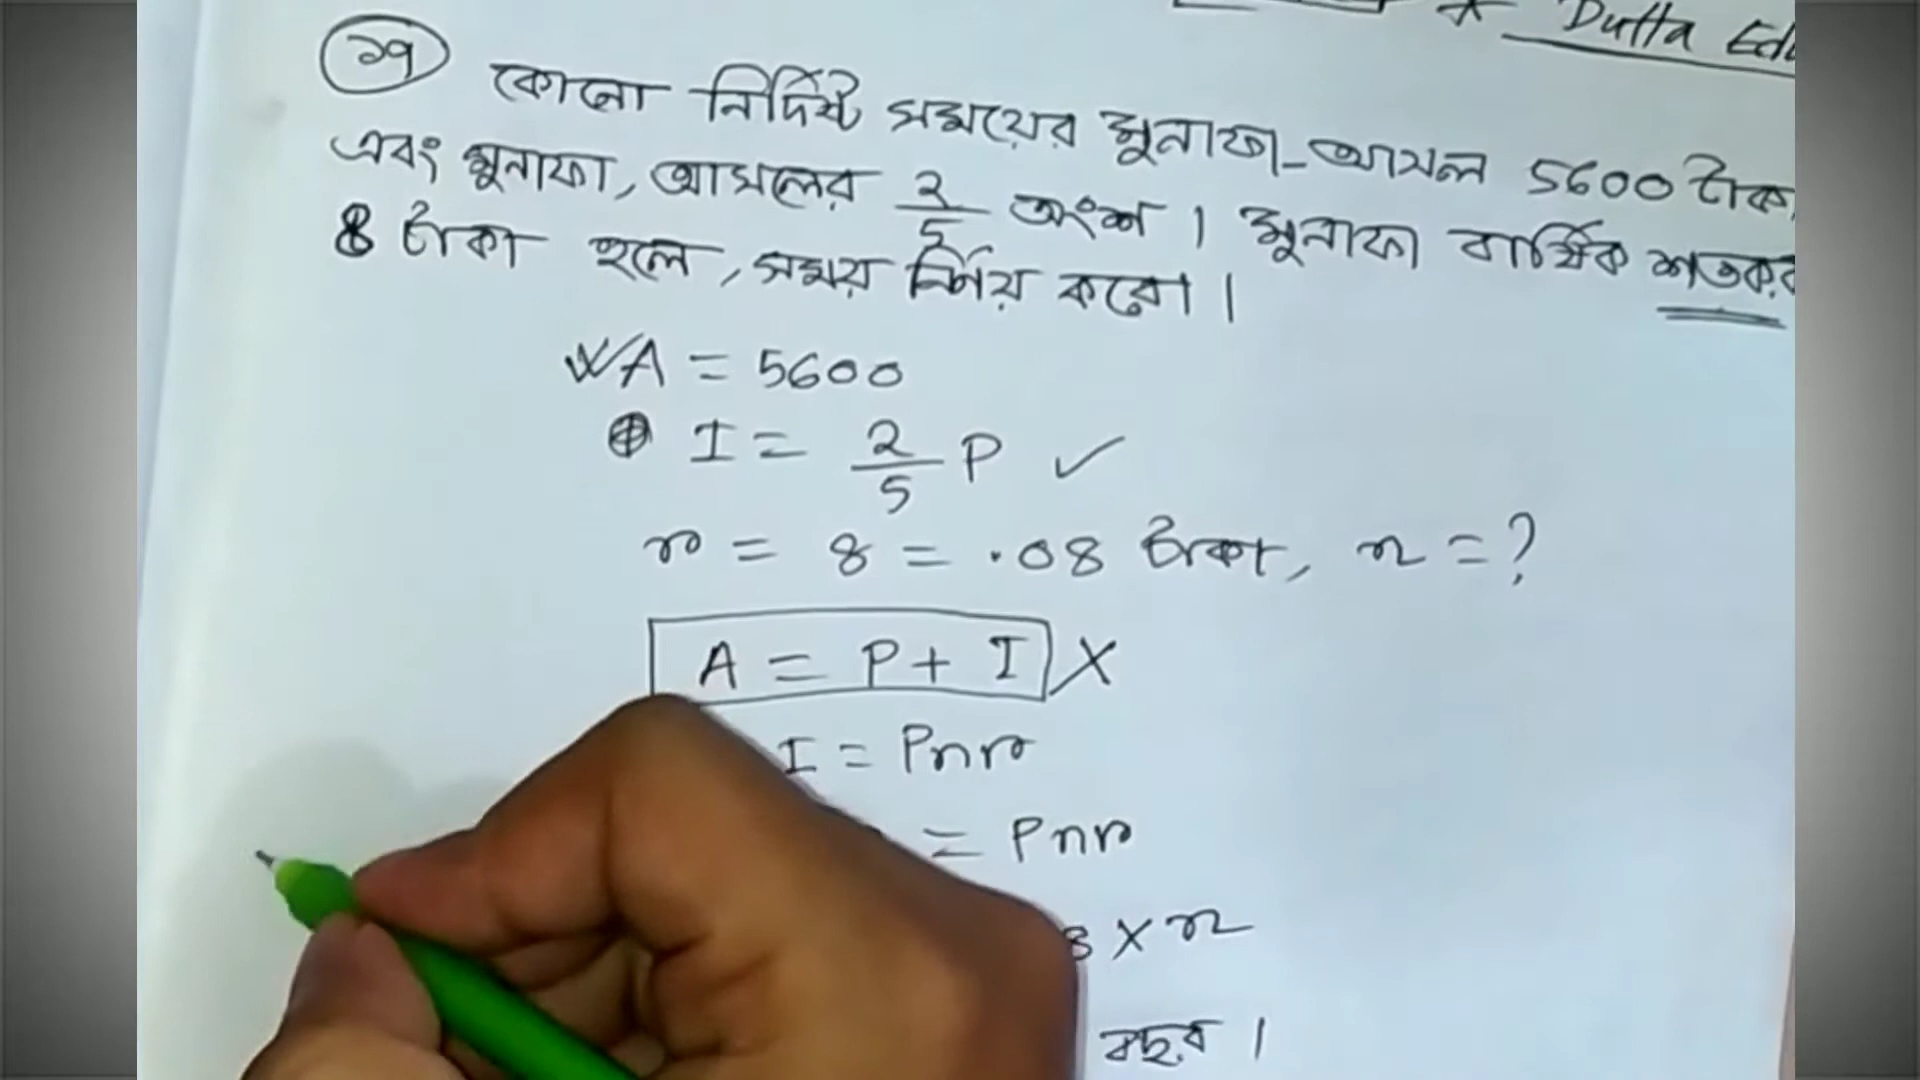 * Dutta
১৭ কোনো নির্দিষ্ট সময়ের মুনাফা-আসল 5600 টাকা
এবং মুনাফা, আসলের 2/5 অংশ । মুনাফা বার্ষিক
8 টাকা হলে, সময় নির্ণয় করো ।
A = 5600
I = 2/5 P ✓
r = 8 = .08 টাকা, n = ?
A = P + I X
I = Pnr
= Pnr
8 X n
বছর ।